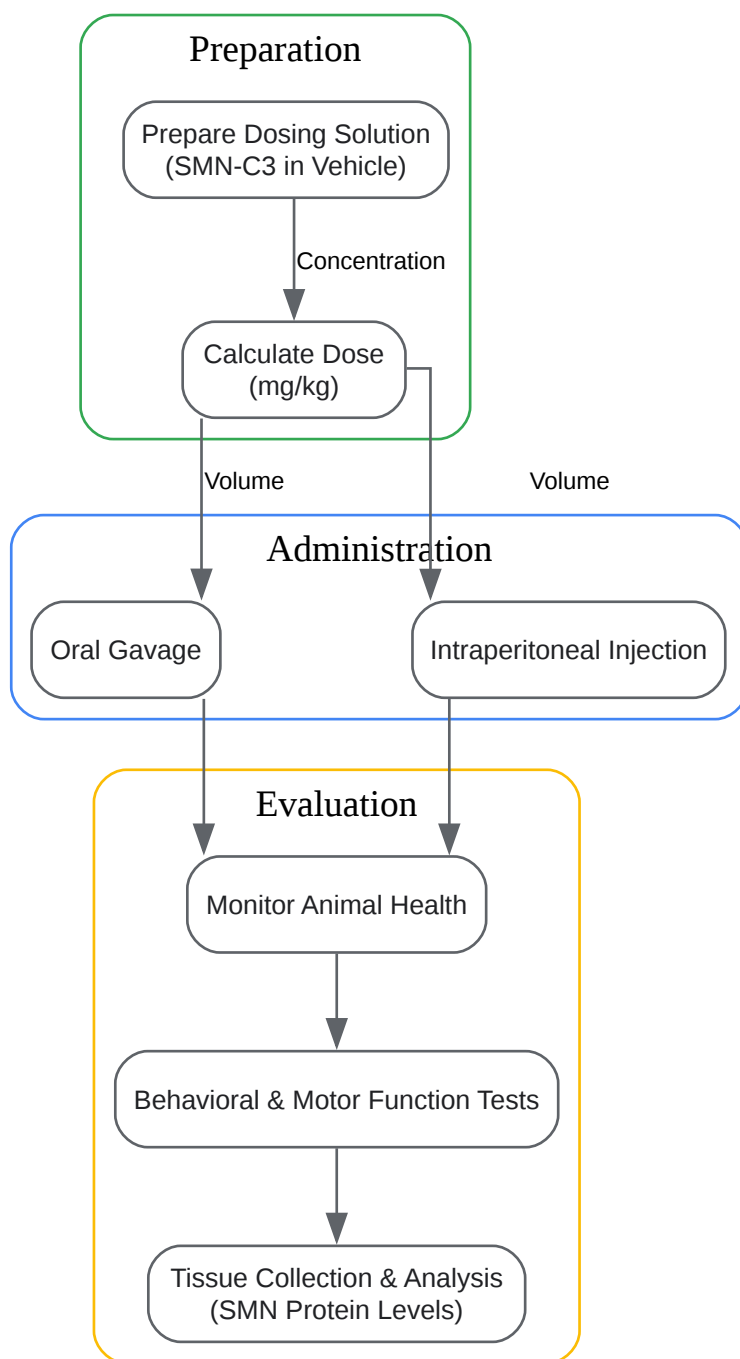 Preparation
Prepare Dosing Solution
(SMN-C3 in Vehicle)
Concentration
Calculate Dose
(mg/kg)
Volume
Volume
Administration
Oral Gavage
Intraperitoneal Injection
Evaluation
Monitor Animal Health
Behavioral & Motor Function Tests
Tissue Collection & Analysis
(SMN Protein Levels)